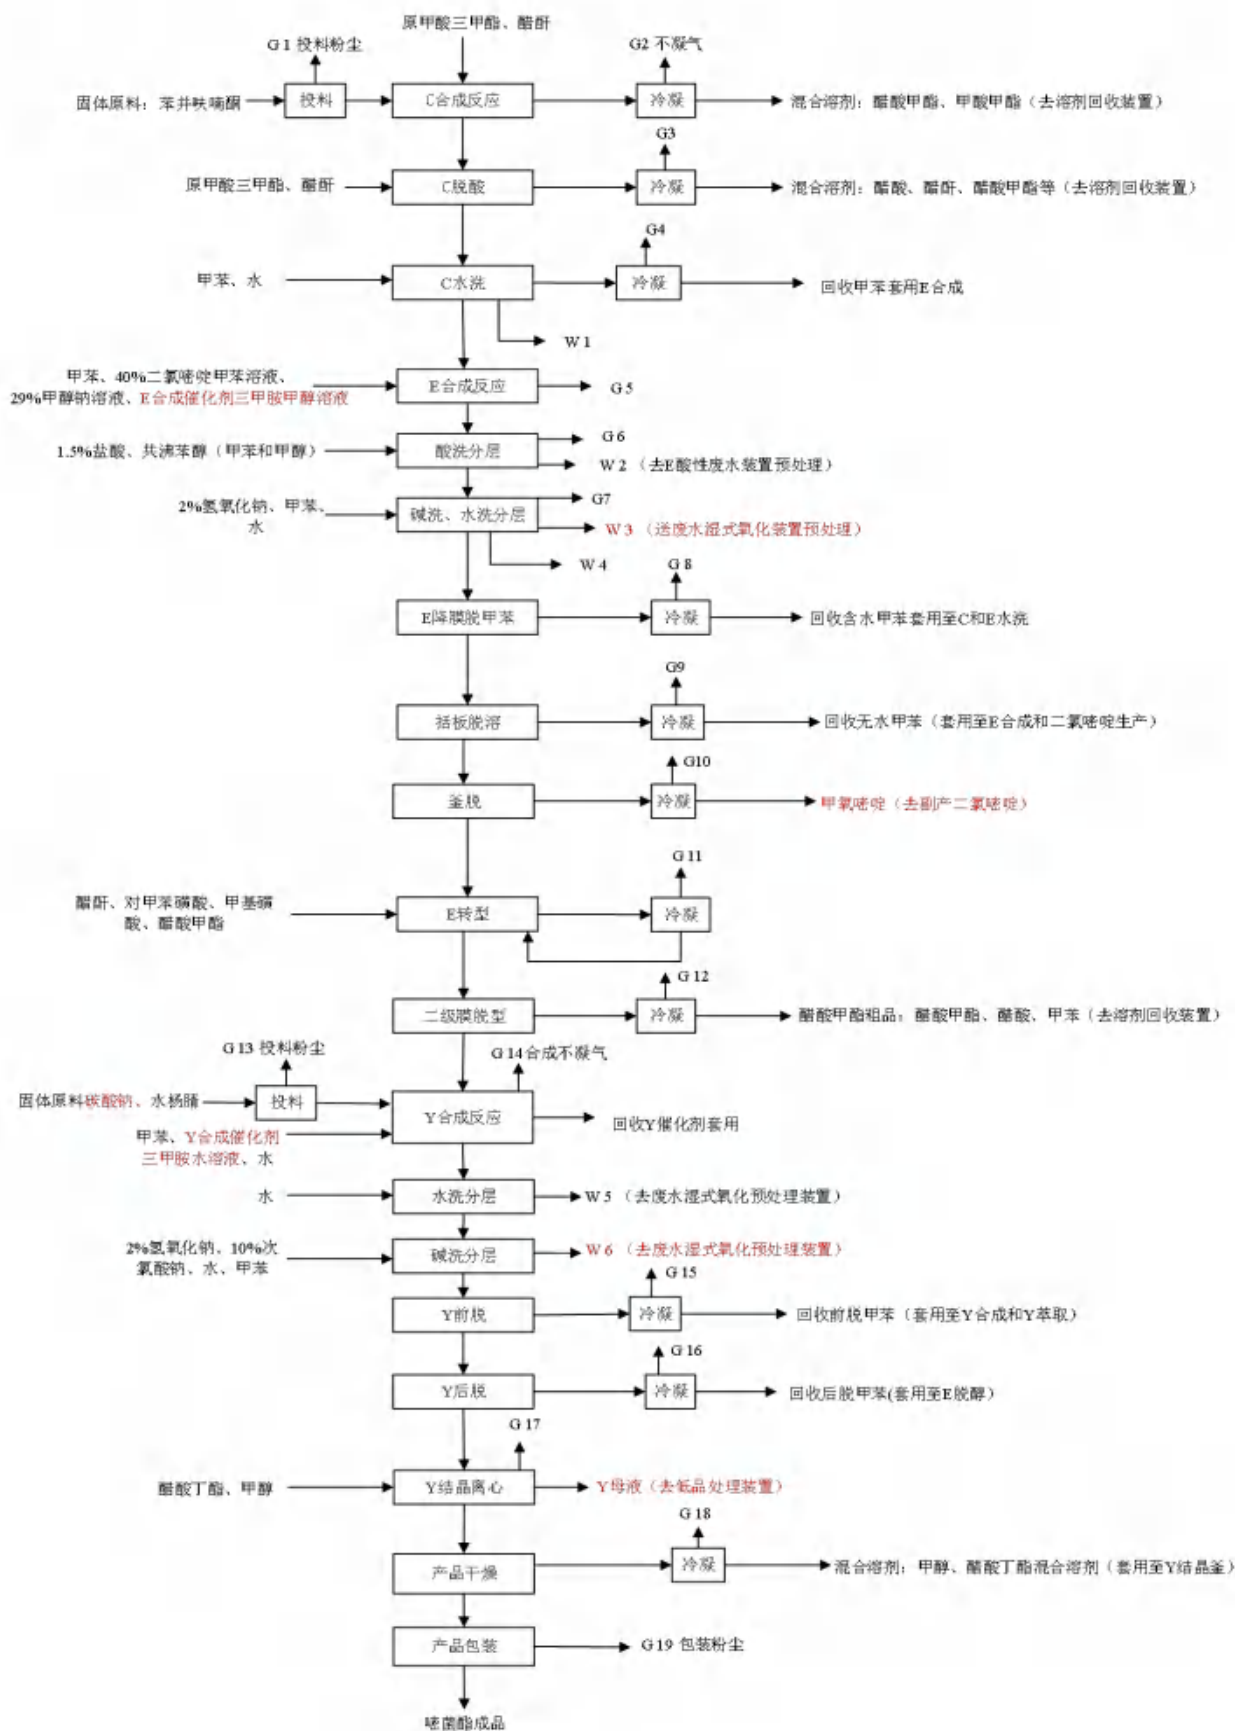 原甲酸三甲酯、醋酐
G 1 投料粉尘
G2 不凝气
固体原料：苯并呋喃酮
投料
C合成反应
冷凝
混合溶剂：醋酸甲酯、甲酸甲酯（去溶剂回收装置）
G3
原甲酸三甲酯、醋酐
C脱酸
冷凝
混合溶剂：醋酸、醋酐、醋酸甲酯等（去溶剂回收装置）
G4
甲苯、水
C水洗
冷凝
回收甲苯套用E合成
W 1
甲苯、40%二氯嘧啶甲苯溶液、
29%甲醇钠溶液、E合成催化剂三甲胺甲醇溶液
E合成反应
G 5
1.5%盐酸、共沸苯醇（甲苯和甲醇）
酸洗分层
G 6
W 2 （去E酸性废水装置预处理）
2%氢氧化钠、甲苯、
水
碱洗、水洗分层
G7
W 3 （送废水湿式氧化装置预处理）
W 4
G 8
E降膜脱甲苯
冷凝
回收含水甲苯套用至C和E水洗
G9
括板脱溶
冷凝
回收无水甲苯（套用至E合成和二氯嘧啶生产）
G10
釜脱
冷凝
甲氧嘧啶（去副产二氯嘧啶）
G 11
醋酐、对甲苯磺酸、甲基磺
酸、醋酸甲酯
E转型
冷凝
G 12
二级膜脱型
冷凝
醋酸甲酯粗品：醋酸甲酯、醋酸、甲苯（去溶剂回收装置）
G 13 投料粉尘
G 14合成不凝气
固体原料碳酸钠、水杨腈
投料
Y合成反应
回收Y催化剂套用
甲苯、Y合成催化剂
三甲胺水溶液、水
水
水洗分层
W 5 （去废水湿式氧化预处理装置）
2%氢氧化钠、10%次
氯酸钠、水、甲苯
碱洗分层
W 6 （去废水湿式氧化预处理装置）
G 15
Y前脱
冷凝
回收前脱甲苯（套用至Y合成和Y萃取）
G 16
Y后脱
冷凝
回收后脱甲苯(套用至E脱醇）
G 17
醋酸丁酯、甲醇
Y结晶离心
Y母液（去低品处理装置）
G 18
产品干燥
冷凝
混合溶剂：甲醇、醋酸丁酯混合溶剂（套用至Y结晶釜）
产品包装
G 19 包装粉尘
嘧菌酯成品